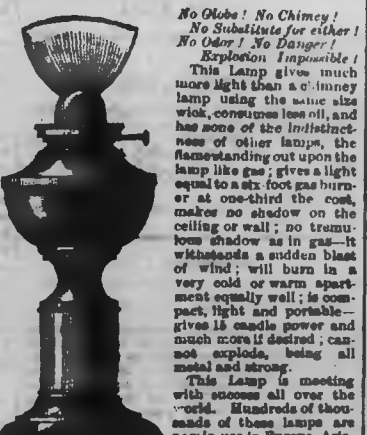 No Globe! No Chimey!
No Substitute for either!
No Odor! No Danger!
Explosion Impossible!
This Lamp gives much
more light than a chimney
lamp using the same size
wick, consumes less oil, and
has none of the indistinct-
ness of other lamps, the
flame standing out upon the
lamp like gas; gives a light
equal to a six-foot gas burn-
er at one-third the cost,
makes no shadow on the
ceiling or wall; no tremu-
lous shadow as in gas—it
withstands a sudden blast
of wind; will burn in a
very cold or warm apart-
ment equally well; is com-
pact, light and portable—
gives 15 candle power and
much more if desired; can-
not explode, being all
metal and strong.
This Lamp is meeting
with success all over the
world. Hundreds of thou-
sands of these lamps are
now in use in Europe, Asia,